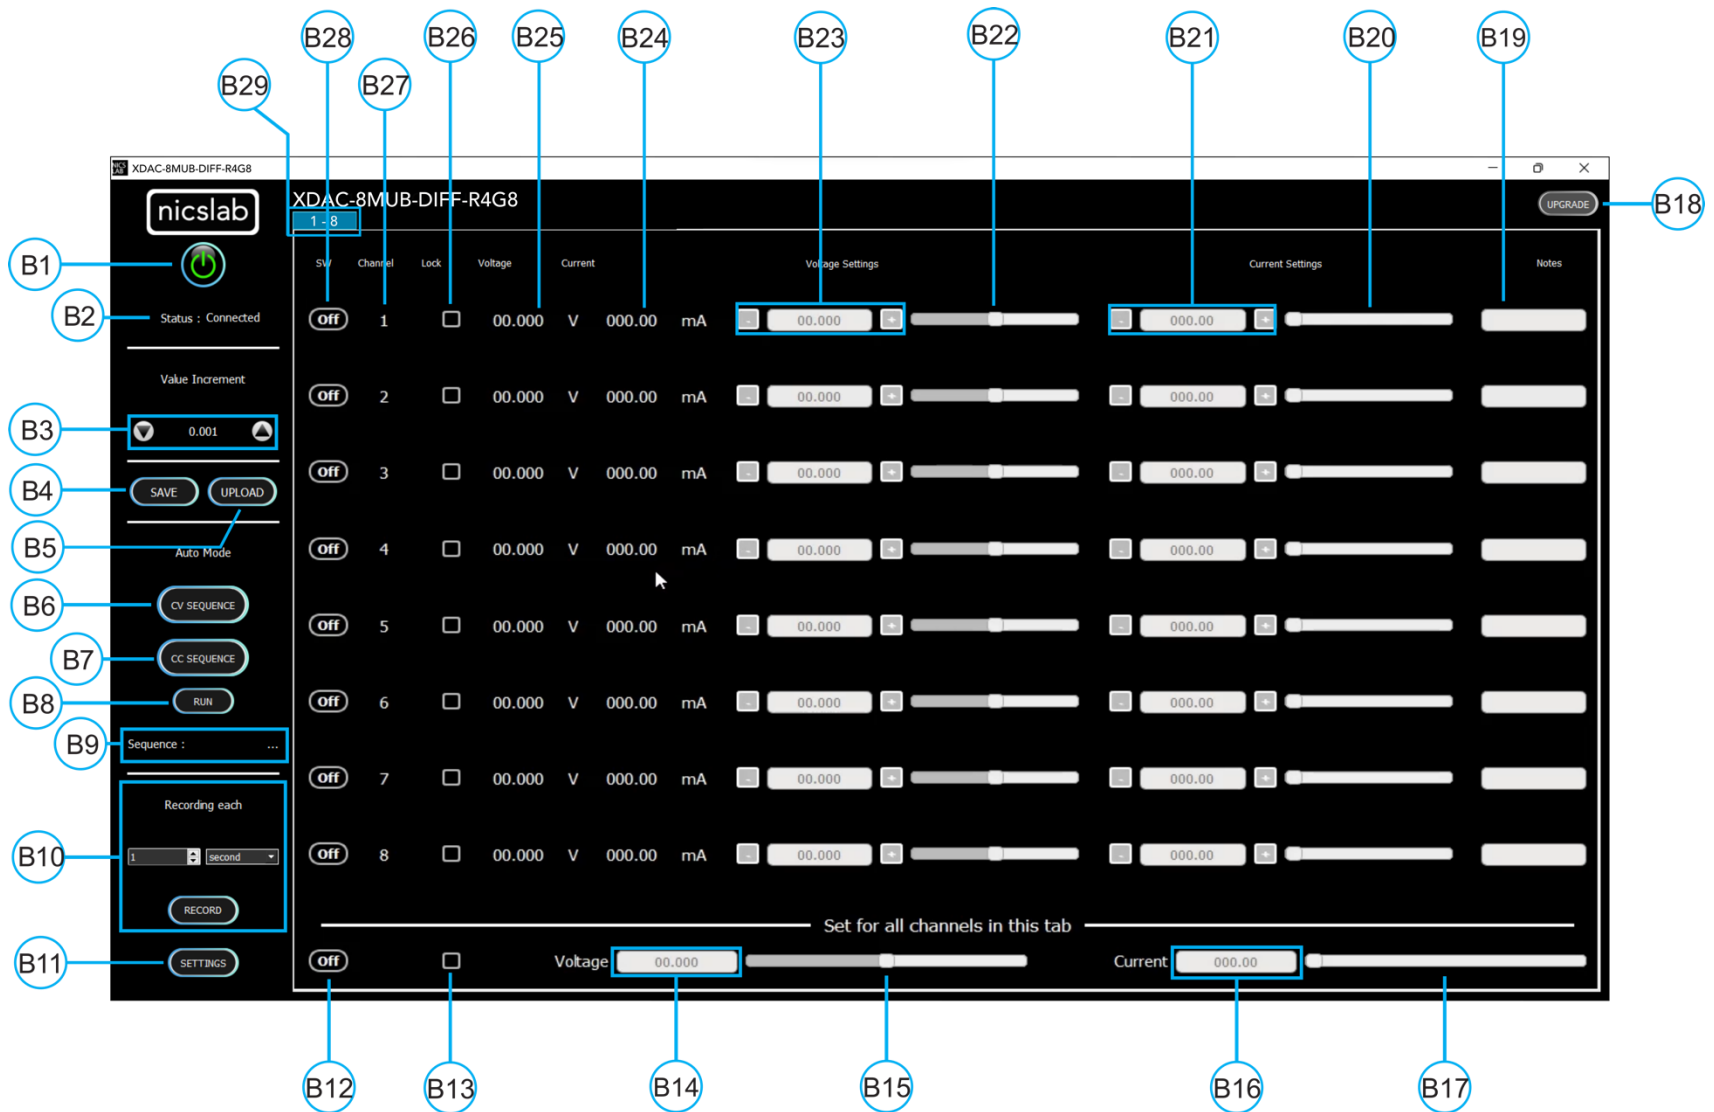 B28 B26 B25 B24 B23 B22 B21 B20 B19
B29 B27
NICS LAB XDAC-8MUB-DIFF-R4G8
nicslab
XDAC-8MUB-DIFF-R4G8
1 - 8
UPGRADE
B18
B1
SW Channel Lock Voltage Current Voltage Settings Current Settings Notes
B2
Status : Connected
Off 1 00.000 V 000.00 mA - 00.000 + - 000.00 +
Value Increment
Off 2 00.000 V 000.00 mA - 00.000 + - 000.00 +
B3
0.001
Off 3 00.000 V 000.00 mA - 00.000 + - 000.00 +
B4
SAVE UPLOAD
B5
Auto Mode
Off 4 00.000 V 000.00 mA - 00.000 + - 000.00 +
B6
CV SEQUENCE
Off 5 00.000 V 000.00 mA - 00.000 + - 000.00 +
B7
CC SEQUENCE
B8
RUN
Off 6 00.000 V 000.00 mA - 00.000 + - 000.00 +
B9
Sequence : ...
Off 7 00.000 V 000.00 mA - 00.000 + - 000.00 +
Recording each
B10
1 second
Off 8 00.000 V 000.00 mA - 00.000 + - 000.00 +
RECORD
Set for all channels in this tab
B11
SETTINGS
Off Voltage 00.000 Current 000.00
B12 B13 B14 B15 B16 B17